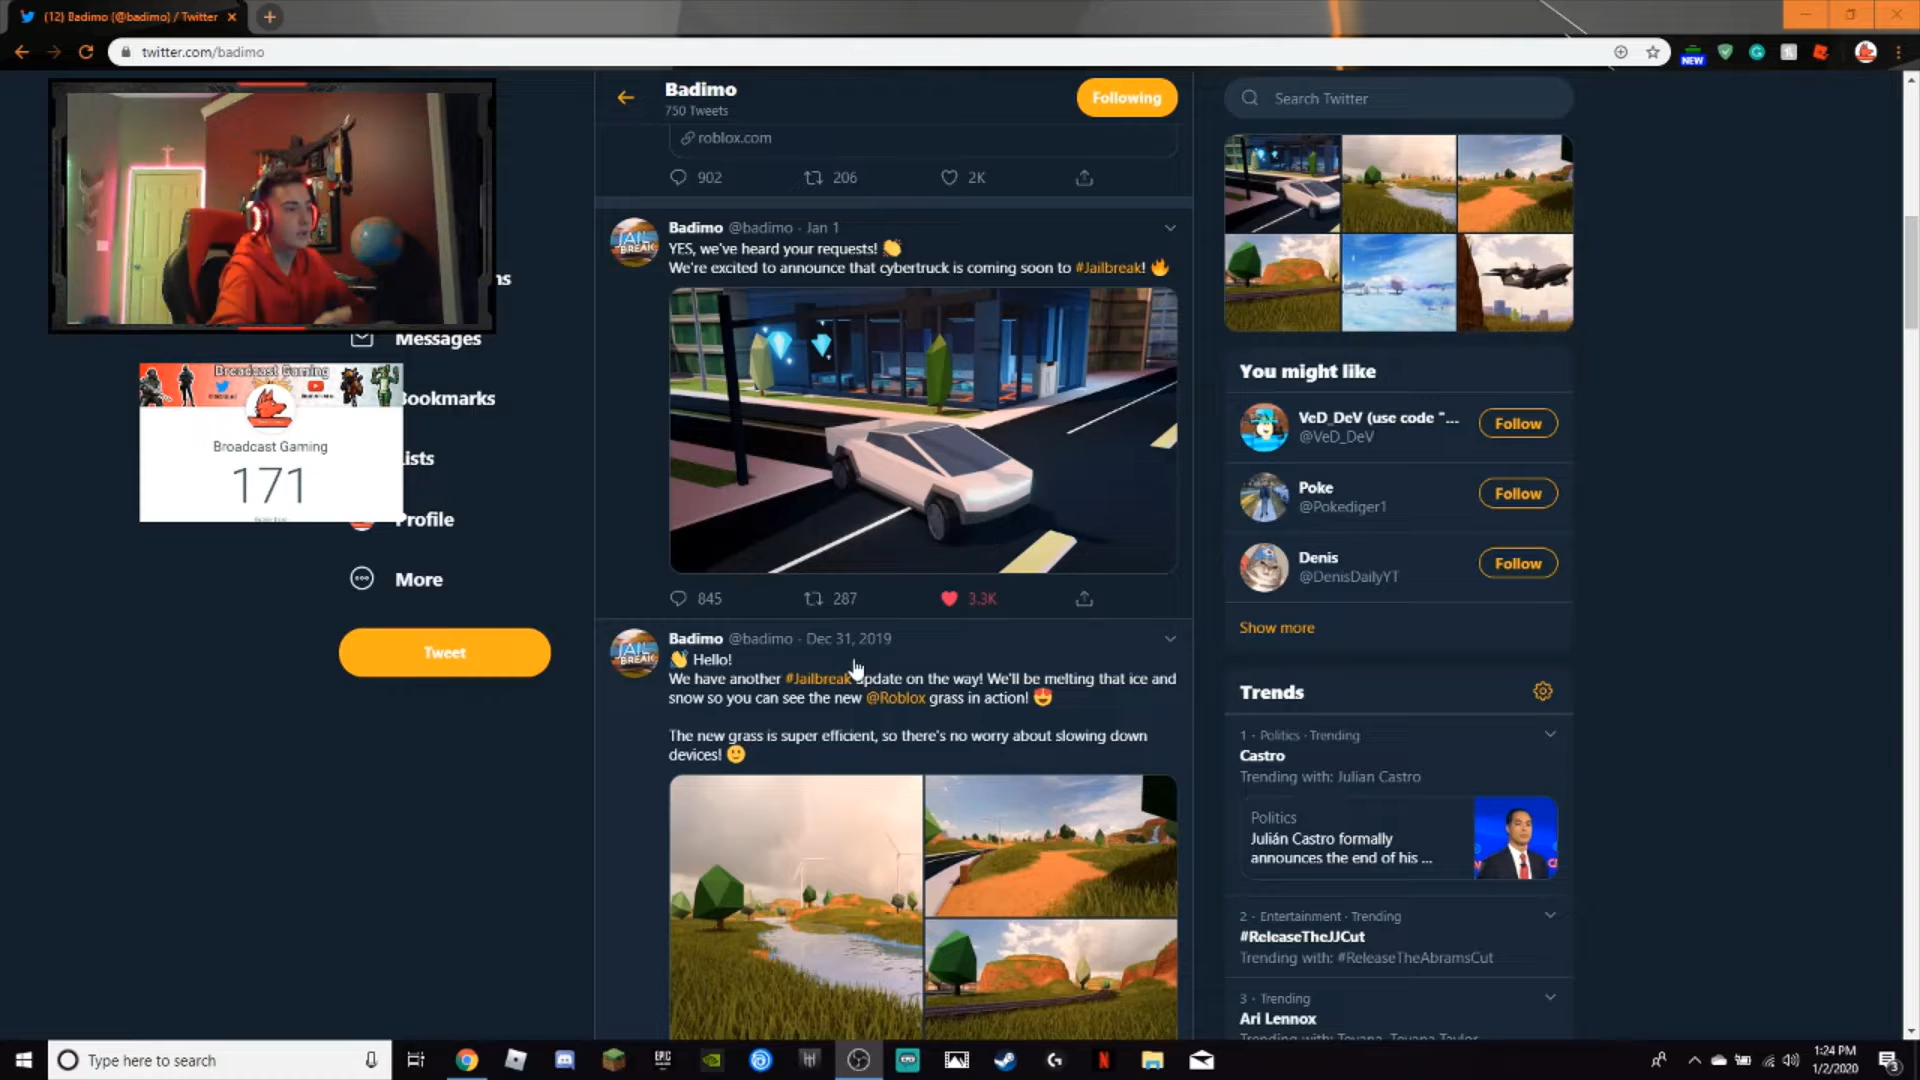 (12) Badimo (@badimo) / Twitter
twitter.com/badimo
NEW
Badimo
750 Tweets
Following
Search Twitter
roblox.com
902
206
2K
Badimo @badimo · Jan 1
YES, we've heard your requests! 👏
We're excited to announce that cybertruck is coming soon to #Jailbreak! 🔥
JAIL
BREAK
845
287
3.3K
Badimo @badimo · Dec 31, 2019
👋 Hello!
We have another #Jailbreak update on the way! We'll be melting that ice and
snow so you can see the new @Roblox grass in action! 😍
The new grass is super efficient, so there's no worry about slowing down
devices! 🙂
JAIL
BREAK
ns
Messages
Bookmarks
Lists
Profile
More
Tweet
Broadcast Gaming
Broadcast Gaming
171
You might like
VeD_DeV (use code "...
@VeD_DeV
Follow
Poke
@Pokediger1
Follow
Denis
@DenisDailyYT
Follow
Show more
Trends
1 · Politics · Trending
Castro
Trending with: Julian Castro
Politics
Julián Castro formally
announces the end of his ...
2 · Entertainment · Trending
#ReleaseTheJJCut
Trending with: #ReleaseTheAbramsCut
3 · Trending
Ari Lennox
Type here to search
EPIC
1:24 PM
1/2/2020
3